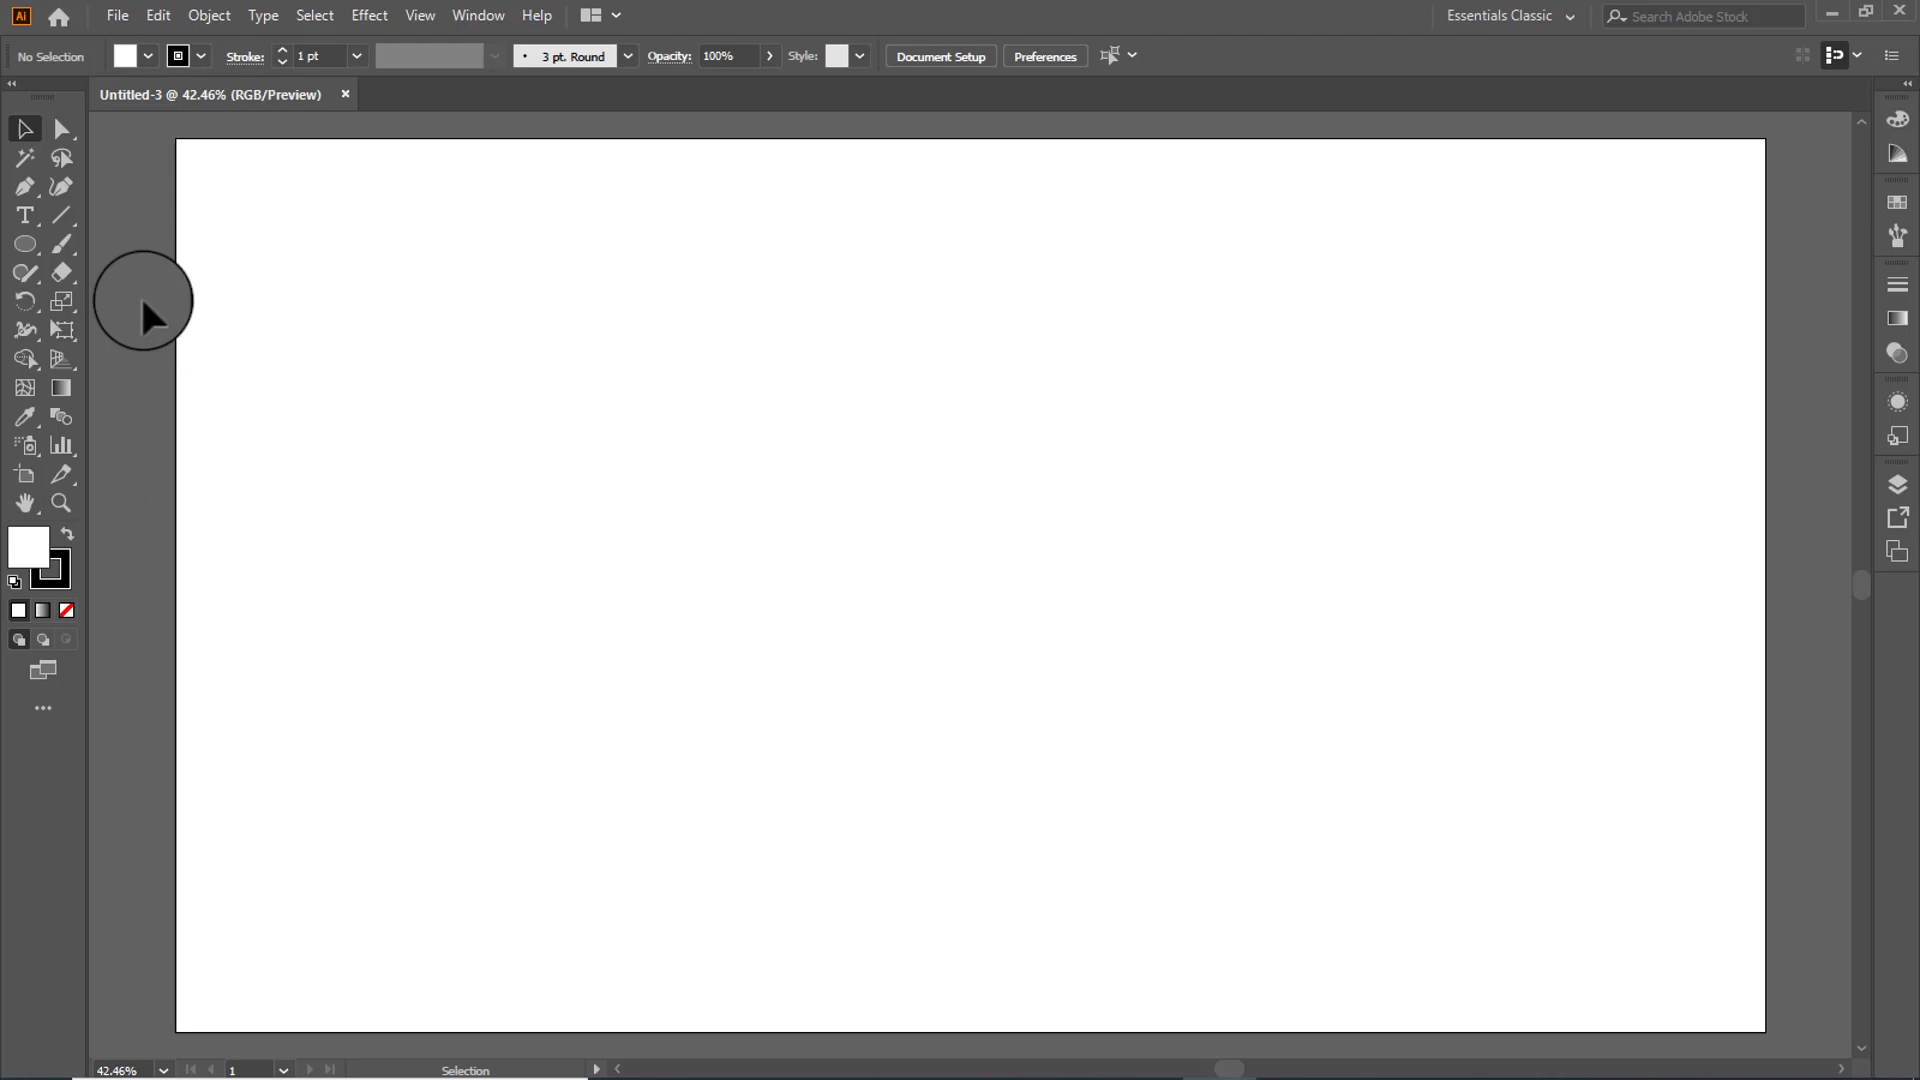 Ai File Edit Object Type Select Effect View Window Help Essentials Classic Search Adobe Stock
No Selection Stroke: 1 pt 3 pt. Round Opacity: 100% Style: Document Setup Preferences
Untitled-3 @ 42.46% (RGB/Preview)
42.46% 1 Selection